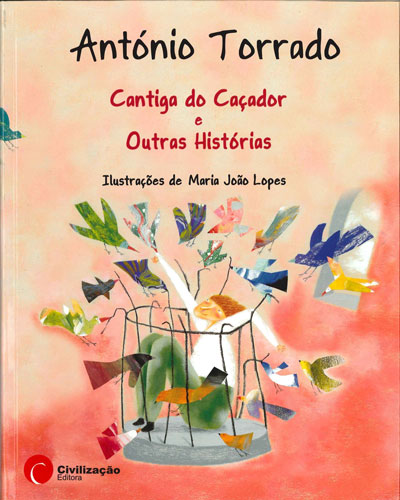 António Torrado
Cantiga do Caçador
e
Outras Histórias
Ilustrações de Maria João Lopes
C
Civilização
Editora